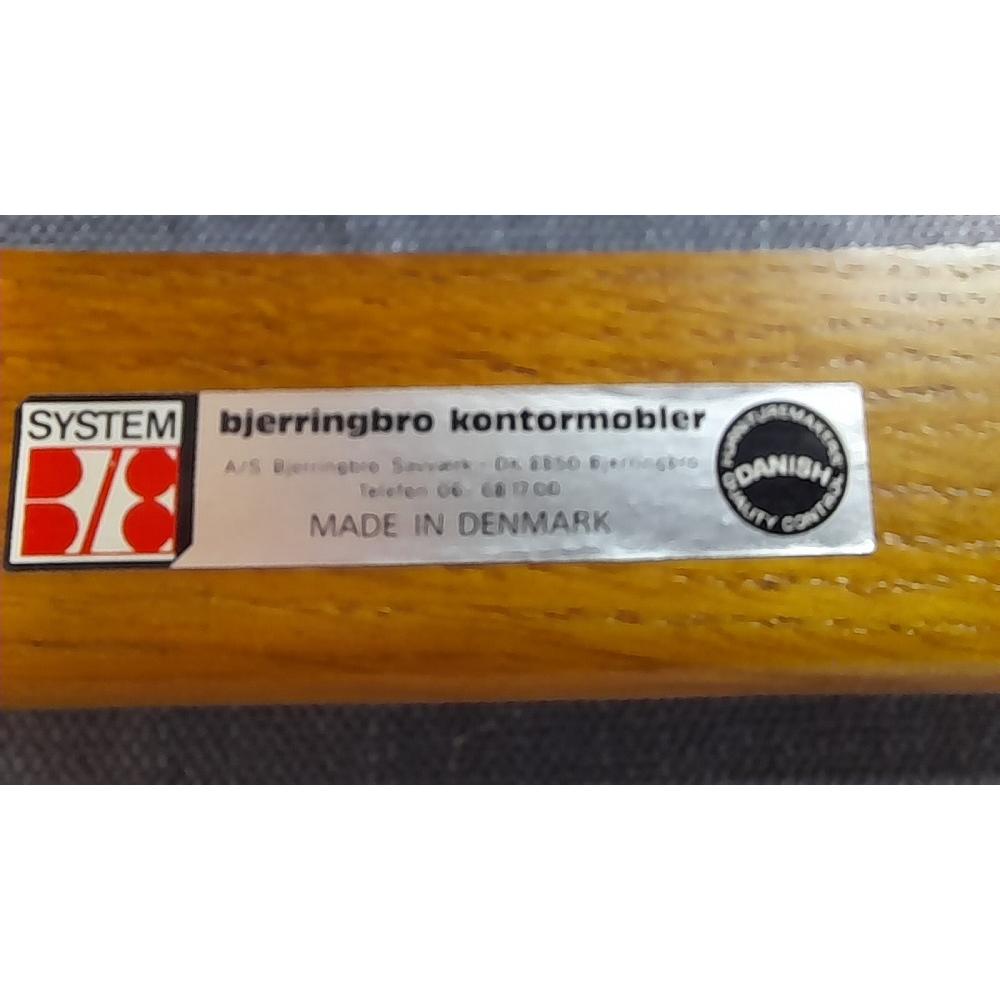 SYSTEM
B/8
bjerringbro kontormøbler
A/S Bjerringbro Savværk - DK 8850 Bjerringbro
Telefon 06 - 68 17 00
MADE IN DENMARK
FURNITUREMAKERS'
DANISH
QUALITY CONTROL